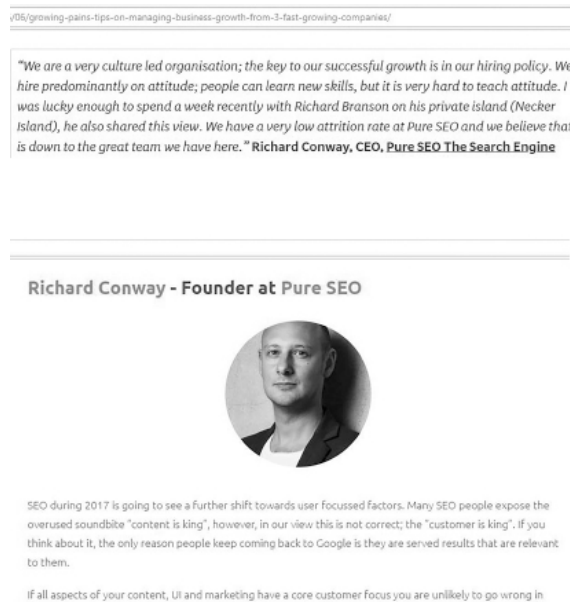 /06/growing-pains-tips-on-managing-business-growth-from-3-fast-growing-companies/
"We are a very culture led organisation; the key to our successful growth is in our hiring policy. We
hire predominantly on attitude; people can learn new skills, but it is very hard to teach attitude. I
was lucky enough to spend a week recently with Richard Branson on his private island (Necker
Island), he also shared this view. We have a very low attrition rate at Pure SEO and we believe that
is down to the great team we have here." Richard Conway, CEO, Pure SEO The Search Engine
Richard Conway - Founder at Pure SEO
SEO during 2017 is going to see a further shift towards user focussed factors. Many SEO people expose the
overused soundbite "content is king", however, in our view this is not correct; the "customer is king". If you
think about it, the only reason people keep coming back to Google is they are served results that are relevant
to them.
If all aspects of your content, UI and marketing have a core customer focus you are unlikely to go wrong in